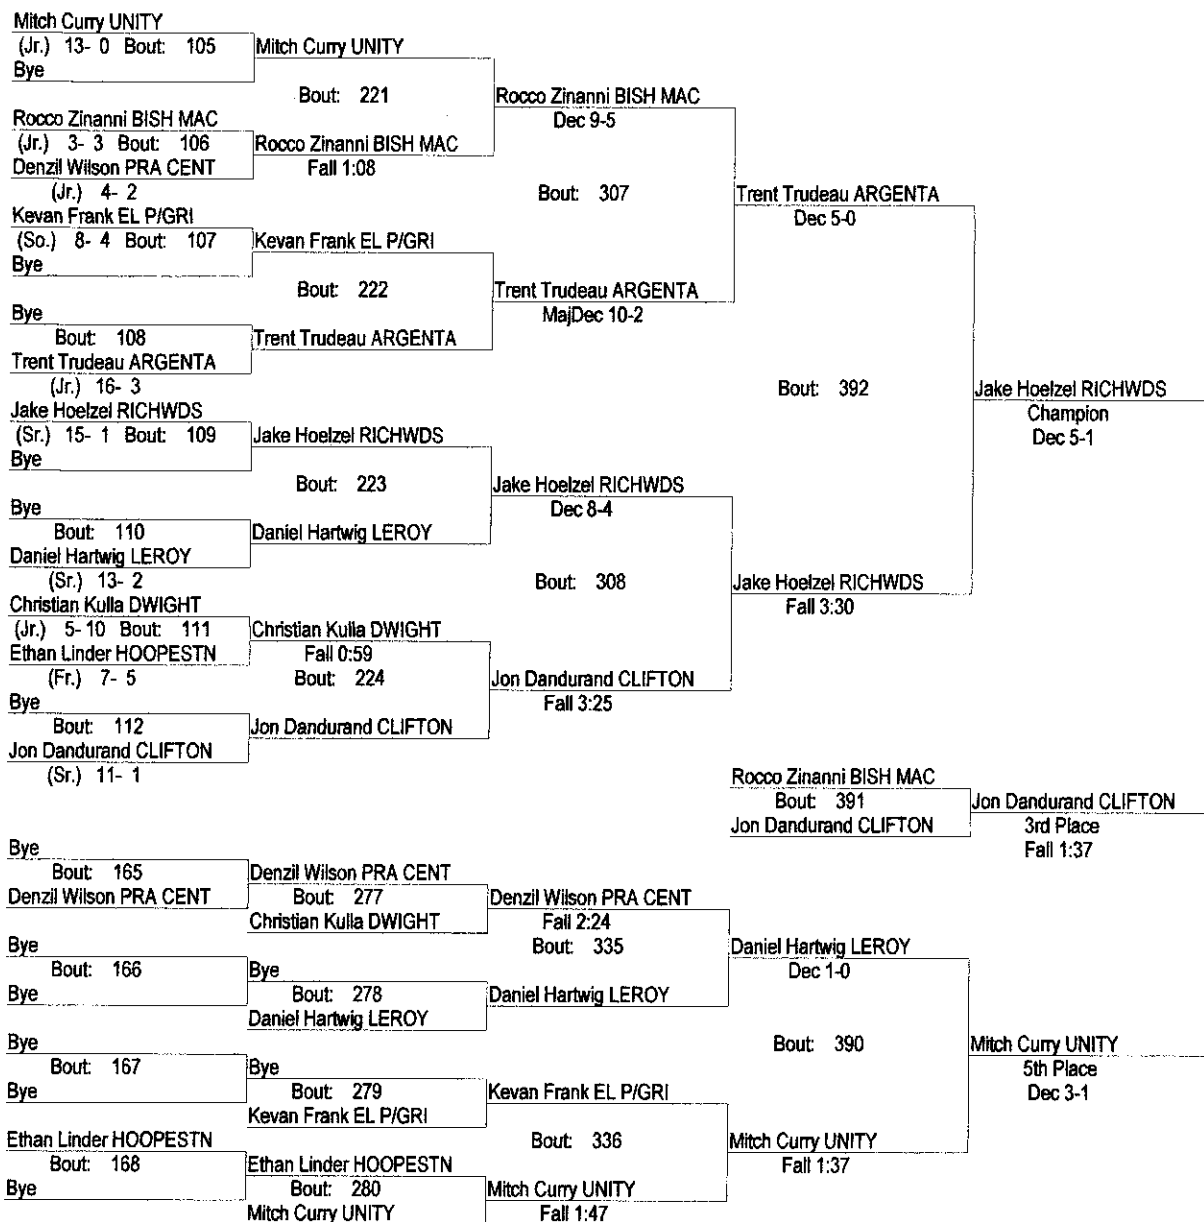 Mitch Curry UNITY
(Jr.) 13- 0 Bout: 105
Bye
Mitch Curry UNITY
Bout: 221
Rocco Zinanni BISH MAC
(Jr.) 3- 3 Bout: 106
Denzil Wilson PRA CENT
(Jr.) 4- 2
Rocco Zinanni BISH MAC
Fall 1:08
Rocco Zinanni BISH MAC
Dec 9-5
Kevan Frank EL P/GRI
(So.) 8- 4 Bout: 107
Bye
Kevan Frank EL P/GRI
Bout: 222
Bye
Bout: 108
Trent Trudeau ARGENTA
(Jr.) 16- 3
Trent Trudeau ARGENTA
Trent Trudeau ARGENTA
MajDec 10-2
Bout: 307
Trent Trudeau ARGENTA
Dec 5-0
Jake Hoelzel RICHWDS
(Sr.) 15- 1 Bout: 109
Bye
Jake Hoelzel RICHWDS
Bout: 223
Bye
Bout: 110
Daniel Hartwig LEROY
(Sr.) 13- 2
Daniel Hartwig LEROY
Jake Hoelzel RICHWDS
Dec 8-4
Christian Kulla DWIGHT
(Jr.) 5-10 Bout: 111
Ethan Linder HOOPESTN
(Fr.) 7- 5
Christian Kulla DWIGHT
Fall 0:59
Bout: 224
Bye
Bout: 112
Jon Dandurand CLIFTON
(Sr.) 11- 1
Jon Dandurand CLIFTON
Jon Dandurand CLIFTON
Fall 3:25
Bout: 308
Jake Hoelzel RICHWDS
Fall 3:30
Bout: 392
Jake Hoelzel RICHWDS
Champion
Dec 5-1
Rocco Zinanni BISH MAC
Bout: 391
Jon Dandurand CLIFTON
Jon Dandurand CLIFTON
3rd Place
Fall 1:37
Bye
Bout: 165
Denzil Wilson PRA CENT
Denzil Wilson PRA CENT
Bout: 277
Christian Kulla DWIGHT
Denzil Wilson PRA CENT
Fall 2:24
Bout: 335
Bye
Bout: 166
Bye
Bye
Bout: 278
Daniel Hartwig LEROY
Daniel Hartwig LEROY
Daniel Hartwig LEROY
Dec 1-0
Bye
Bout: 167
Bye
Bye
Bout: 279
Kevan Frank EL P/GRI
Kevan Frank EL P/GRI
Bout: 336
Ethan Linder HOOPESTN
Bout: 168
Bye
Ethan Linder HOOPESTN
Bout: 280
Mitch Curry UNITY
Mitch Curry UNITY
Fall 1:47
Mitch Curry UNITY
Fall 1:37
Bout: 390
Mitch Curry UNITY
5th Place
Dec 3-1